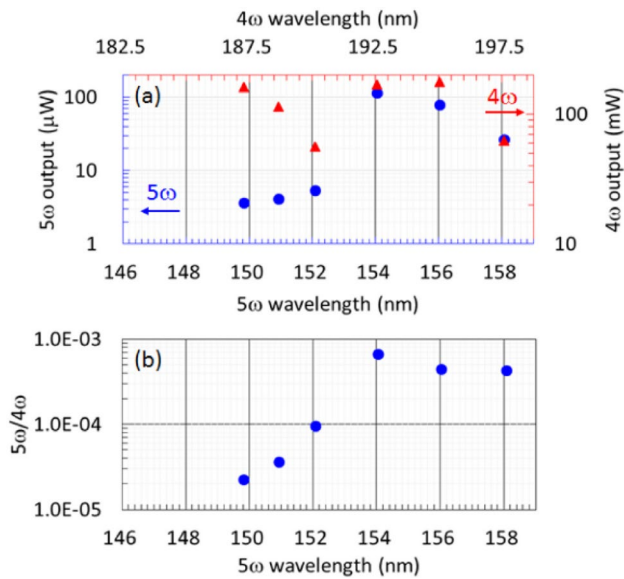 4ω wavelength (nm)
182.5 187.5 192.5 197.5
(a)
100
10
1
5ω output (μW)
5ω
4ω
100
10
4ω output (mW)
146 148 150 152 154 156 158
5ω wavelength (nm)
(b)
1.0E-03
1.0E-04
1.0E-05
5ω/4ω
146 148 150 152 154 156 158
5ω wavelength (nm)